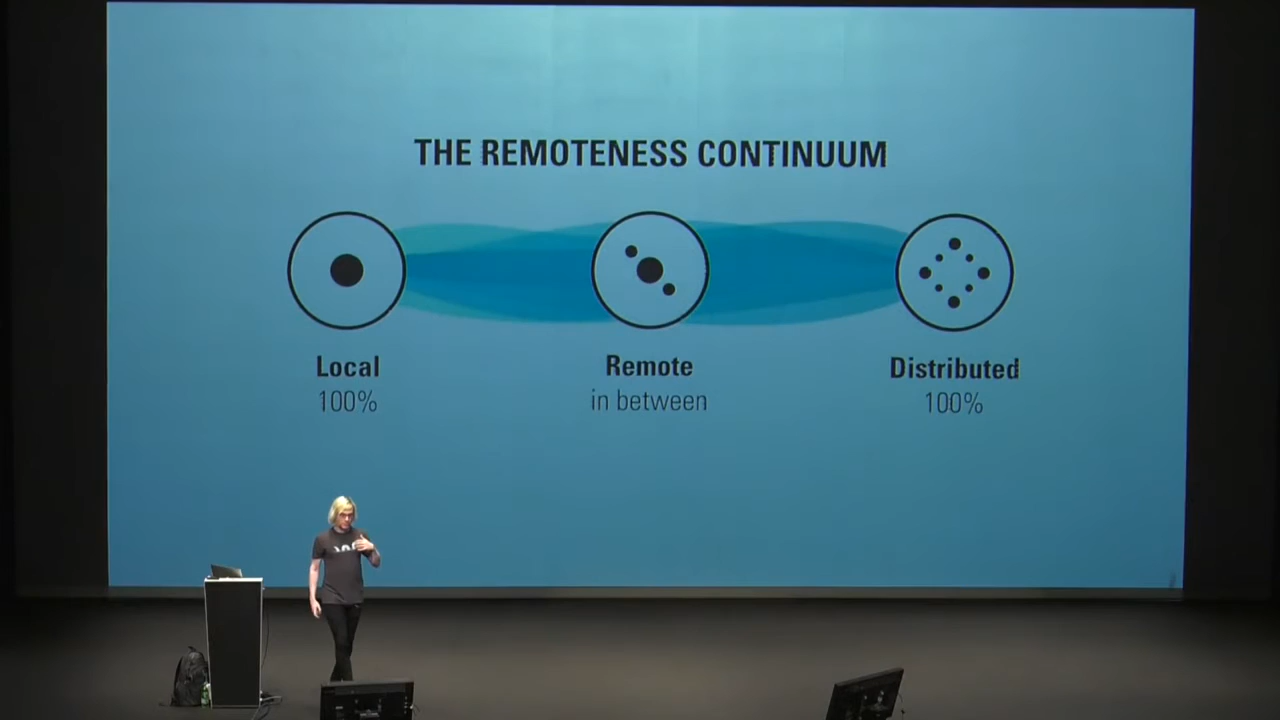 THE REMOTENESS CONTINUUM
Local
100%
Remote
in between
Distributed
100%